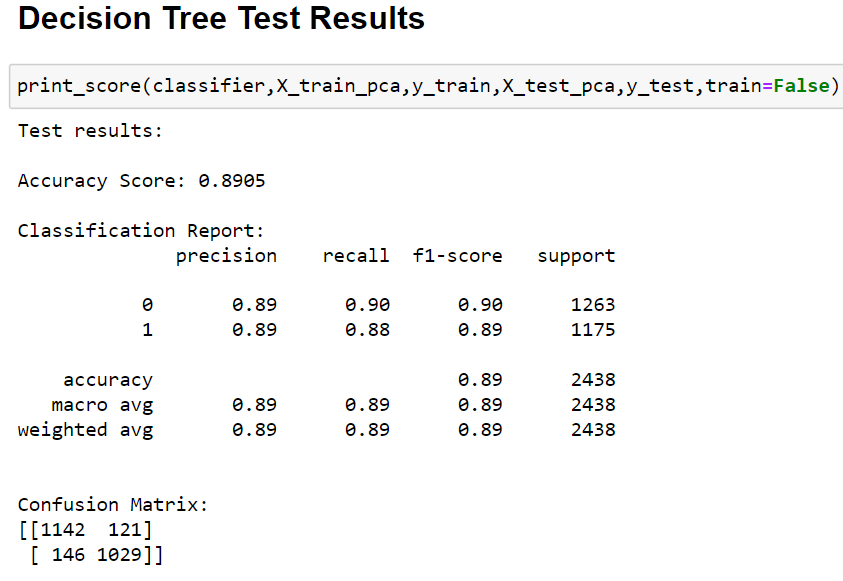 Decision Tree Test Results
print_score(classifier,X_train_pca,y_train,X_test_pca,y_test,train=False)
Test results:
Accuracy Score: 0.8905
Classification Report:
precision recall f1-score support
0 0.89 0.90 0.90 1263
1 0.89 0.88 0.89 1175
accuracy 0.89 2438
macro avg 0.89 0.89 0.89 2438
weighted avg 0.89 0.89 0.89 2438
Confusion Matrix:
[[1142 121]
[ 146 1029]]